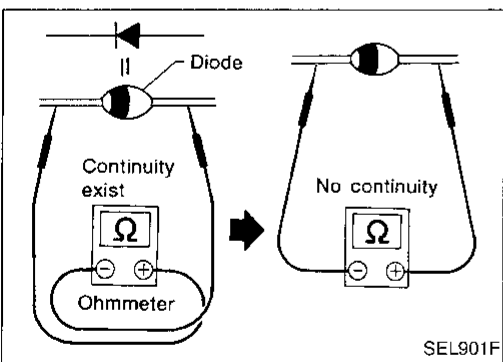 Diode
Continuity
exist
Ω
⊖ ⊕
Ohmmeter
No continuity
Ω
⊖ ⊕
SEL901F